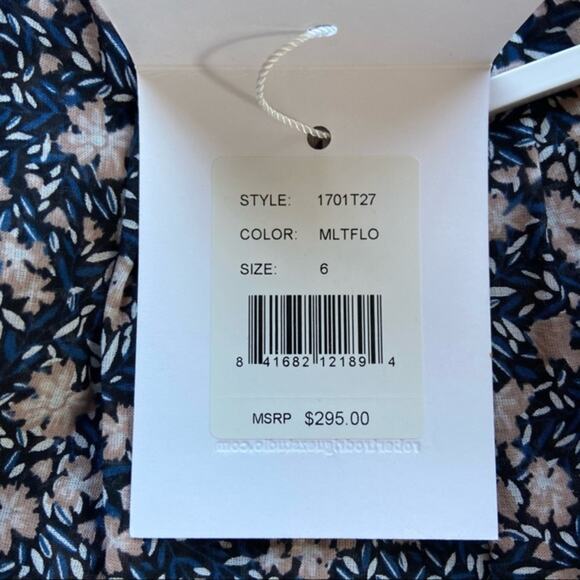 STYLE: 1701T27
COLOR: MLTFLO
SIZE: 6
8 41682 12189 4
MSRP $295.00